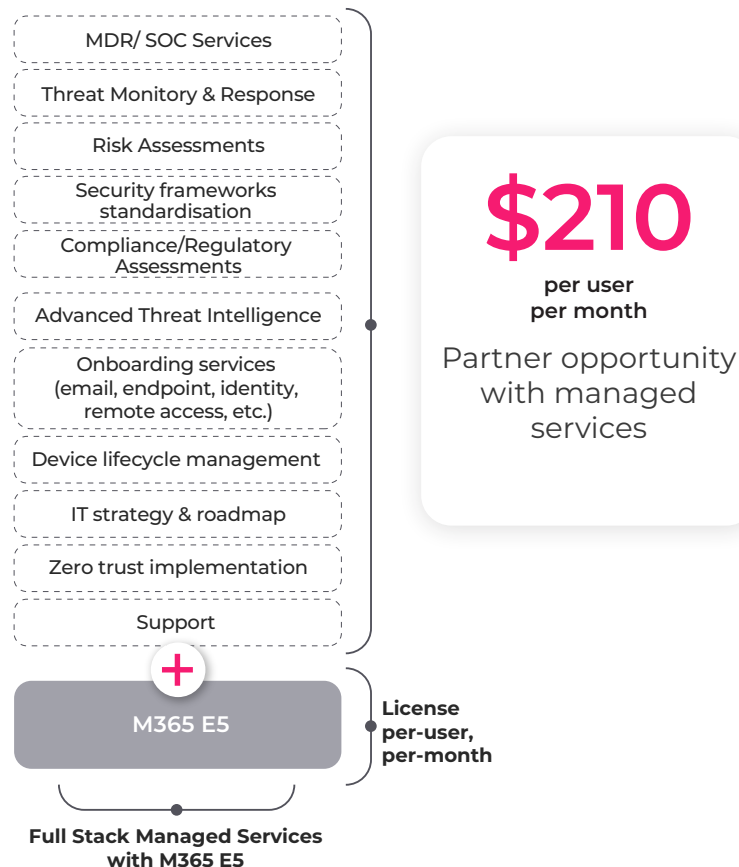 MDR/ SOC Services
Threat Monitory & Response
Risk Assessments
Security frameworks
standardisation
Compliance/Regulatory
Assessments
Advanced Threat Intelligence
Onboarding services
(email, endpoint, identity,
remote access, etc.)
Device lifecycle management
IT strategy & roadmap
Zero trust implementation
Support
+
M365 E5
License
per-user,
per-month
Full Stack Managed Services
with M365 E5
$210
per user
per month
Partner opportunity
with managed
services